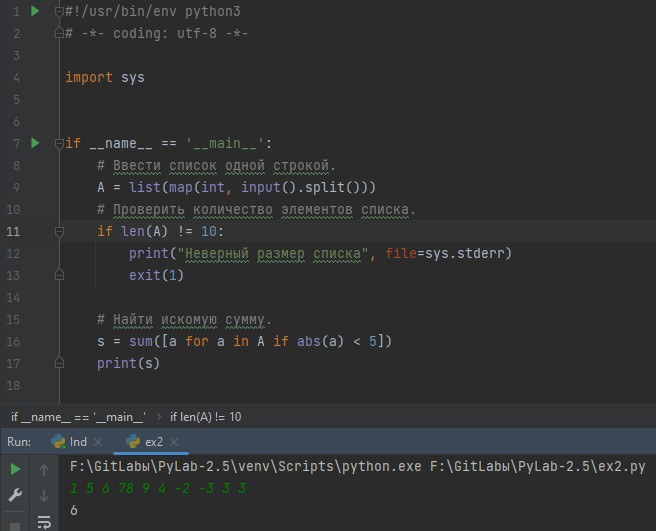 1 #!/usr/bin/env python3
2 # -*- coding: utf-8 -*-
3
4 import sys
5
6
7 if __name__ == '__main__':
8 # Ввести список одной строкой.
9 A = list(map(int, input().split()))
10 # Проверить количество элементов списка.
11 if len(A) != 10:
12 print("Неверный размер списка", file=sys.stderr)
13 exit(1)
14
15 # Найти искомую сумму.
16 s = sum([a for a in A if abs(a) < 5])
17 print(s)
18
if __name__ == '__main__' › if len(A) != 10
Run: Ind × ex2 ×
F:\GitLabы\PyLab-2.5\venv\Scripts\python.exe F:\GitLabы\PyLab-2.5\ex2.py
1 5 6 78 9 4 -2 -3 3 3
6